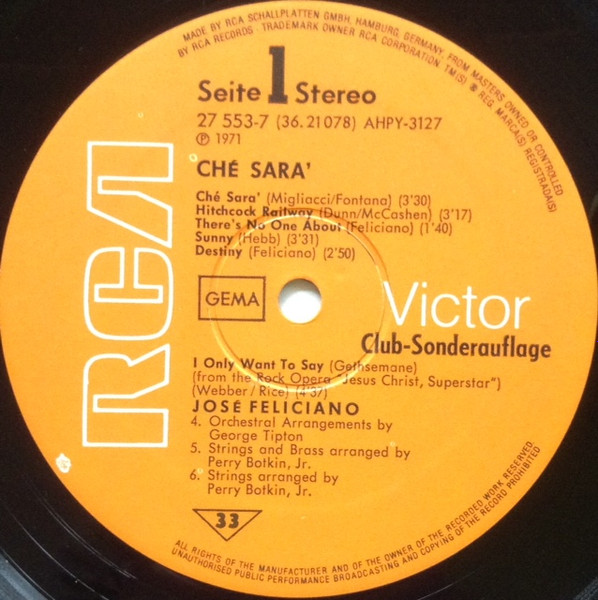 MADE BY RCA SCHALLPLATTEN GMBH, HAMBURG, GERMANY, FROM MASTERS OWNED OR CONTROLLED
BY RCA RECORDS · TRADEMARK OWNER RCA CORPORATION TM(S) ® REG. MARCA(S) REGISTRADA(S)
Seite 1 Stereo
27 553-7 (36.21078) AHPY-3127
℗ 1971
CHÉ SARA'
Ché Sara' (Migliacci/Fontana) (3'30)
Hitchcock Railway (Dunn/McCashen) (3'17)
There's No One About (Feliciano) (1'40)
Sunny (Hebb) (3'31)
Destiny (Feliciano) (2'50)
RCA
GEMA
Victor
Club-Sonderauflage
I Only Want To Say (Gethsemane)
(from the Rock Opera "Jesus Christ, Superstar")
(Webber/Rice) (4'37)
JOSÉ FELICIANO
4. Orchestral Arrangements by
George Tipton
5. Strings and Brass arranged by
Perry Botkin, Jr.
6. Strings arranged by
Perry Botkin, Jr.
33
ALL RIGHTS OF THE MANUFACTURER AND OF THE OWNER OF THE RECORDED WORK RESERVED.
UNAUTHORISED PUBLIC PERFORMANCE BROADCASTING AND COPYING OF THE RECORD PROHIBITED